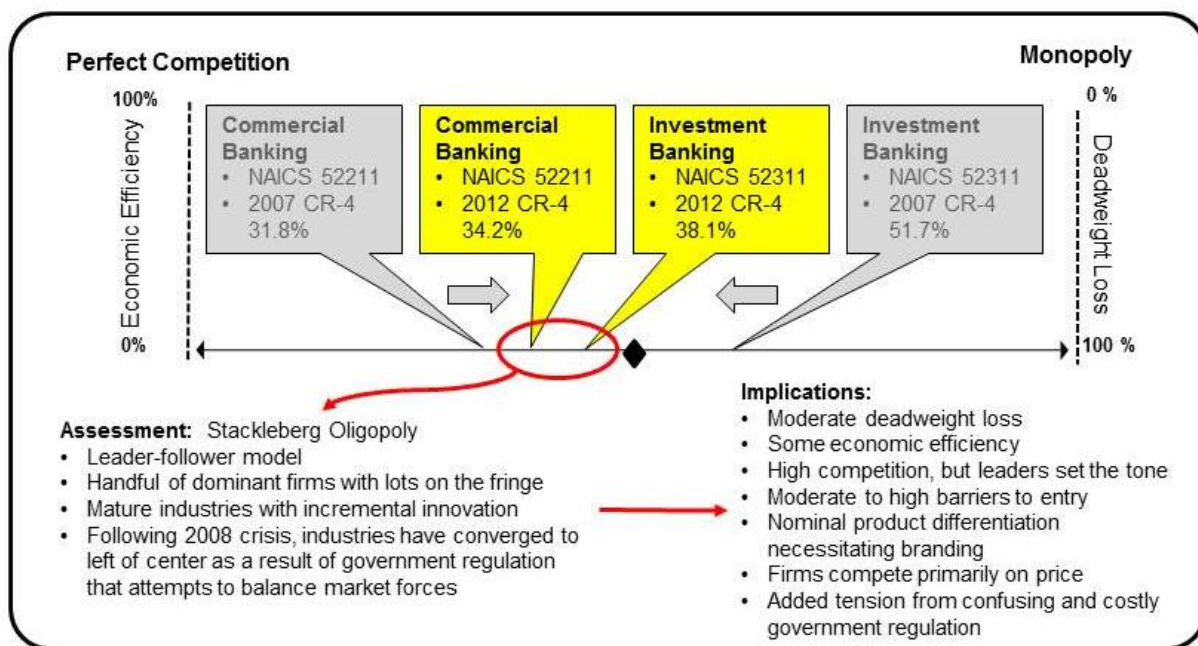 Perfect Competition
Monopoly
100%
0 %
Economic Efficiency
Deadweight Loss
0%
100 %
Commercial
Banking
• NAICS 52211
• 2007 CR-4
31.8%
Commercial
Banking
• NAICS 52211
• 2012 CR-4
34.2%
Investment
Banking
• NAICS 52311
• 2012 CR-4
38.1%
Investment
Banking
• NAICS 52311
• 2007 CR-4
51.7%
Assessment: Stackleberg Oligopoly
• Leader-follower model
• Handful of dominant firms with lots on the fringe
• Mature industries with incremental innovation
• Following 2008 crisis, industries have converged to
left of center as a result of government regulation
that attempts to balance market forces
Implications:
• Moderate deadweight loss
• Some economic efficiency
• High competition, but leaders set the tone
• Moderate to high barriers to entry
• Nominal product differentiation
necessitating branding
• Firms compete primarily on price
• Added tension from confusing and costly
government regulation